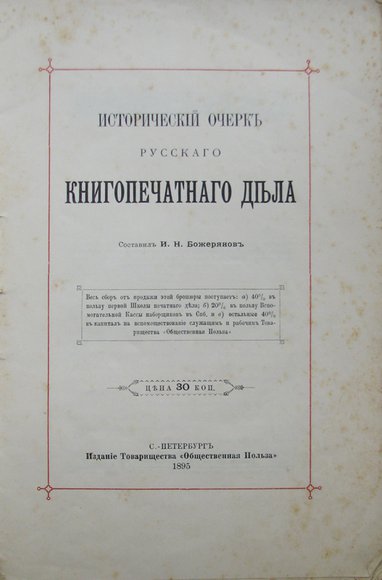 ИСТОРИЧЕСКІЙ ОЧЕРКЪ
РУССКАГО
КНИГОПЕЧАТНАГО ДѢЛА
Составилъ И. Н. Божеряновъ
Весь сборъ отъ продажи этой брошюры поступаетъ: а) 40% въ
пользу первой Школы печатнаго дѣла; б) 20% въ пользу Вспо-
могательной Кассы наборщиковъ въ Спб. и в) остальные 40%
въ капиталъ на вспомоществованіе служащимъ и рабочимъ Това-
рищества «Общественная Польза»
ЦѢНА 30 КОП.
С.-ПЕТЕРБУРГЪ
Изданіе Товарищества «Общественная Польза»
1895